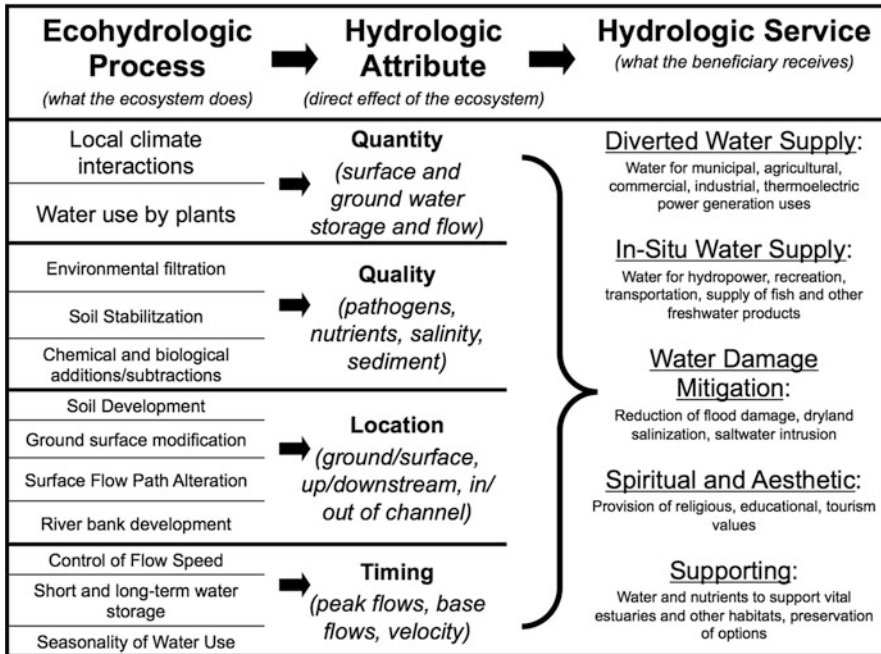 Ecohydrologic
Process
(what the ecosystem does)
Hydrologic
Attribute
(direct effect of the ecosystem)
Hydrologic Service
(what the beneficiary receives)
Local climate
interactions
Water use by plants
Quantity
(surface and
ground water
storage and flow)
Environmental filtration
Soil Stabilitzation
Chemical and biological
additions/subtractions
Quality
(pathogens,
nutrients, salinity,
sediment)
Soil Development
Ground surface modification
Surface Flow Path Alteration
River bank development
Location
(ground/surface,
up/downstream, in/
out of channel)
Control of Flow Speed
Short and long-term water
storage
Seasonality of Water Use
Timing
(peak flows, base
flows, velocity)
Diverted Water Supply:
Water for municipal, agricultural,
commercial, industrial, thermoelectric
power generation uses
In-Situ Water Supply:
Water for hydropower, recreation,
transportation, supply of fish and other
freshwater products
Water Damage
Mitigation:
Reduction of flood damage, dryland
salinization, saltwater intrusion
Spiritual and Aesthetic:
Provision of religious, educational, tourism
values
Supporting:
Water and nutrients to support vital
estuaries and other habitats, preservation
of options